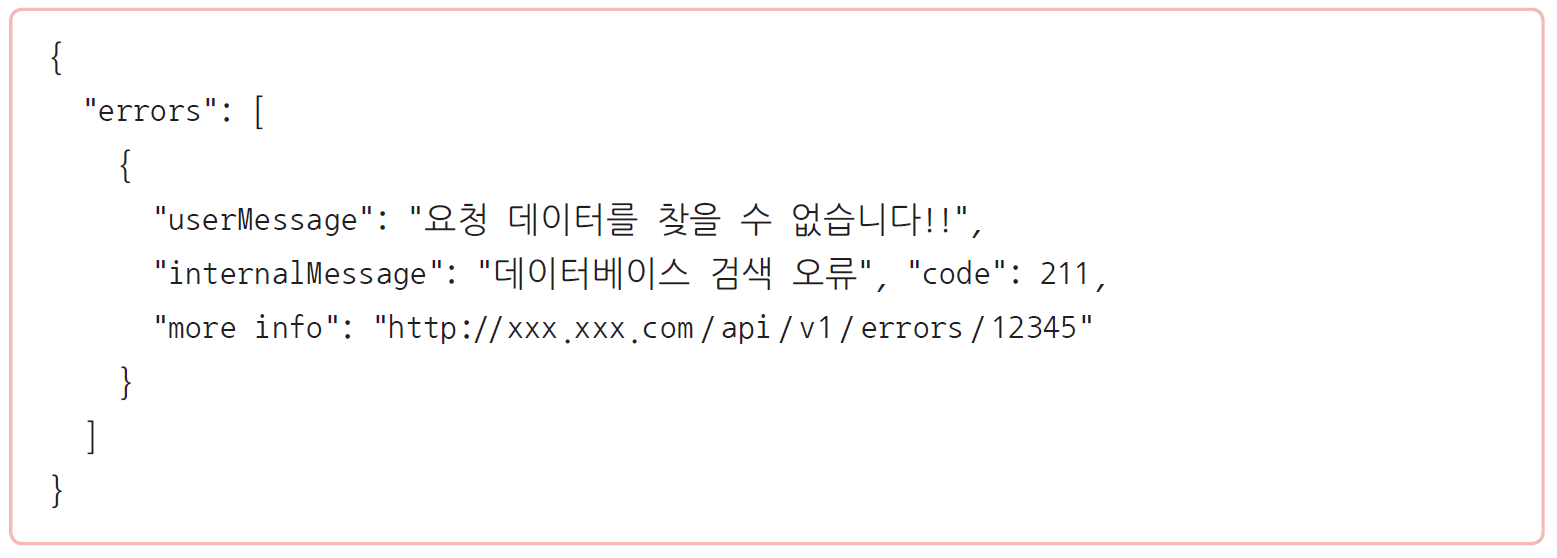 {
"errors": [
{
"userMessage": "요청 데이터를 찾을 수 없습니다!!",
"internalMessage": "데이터베이스 검색 오류", "code": 211,
"more info": "http://xxx.xxx.com/api/v1/errors/12345"
}
]
}